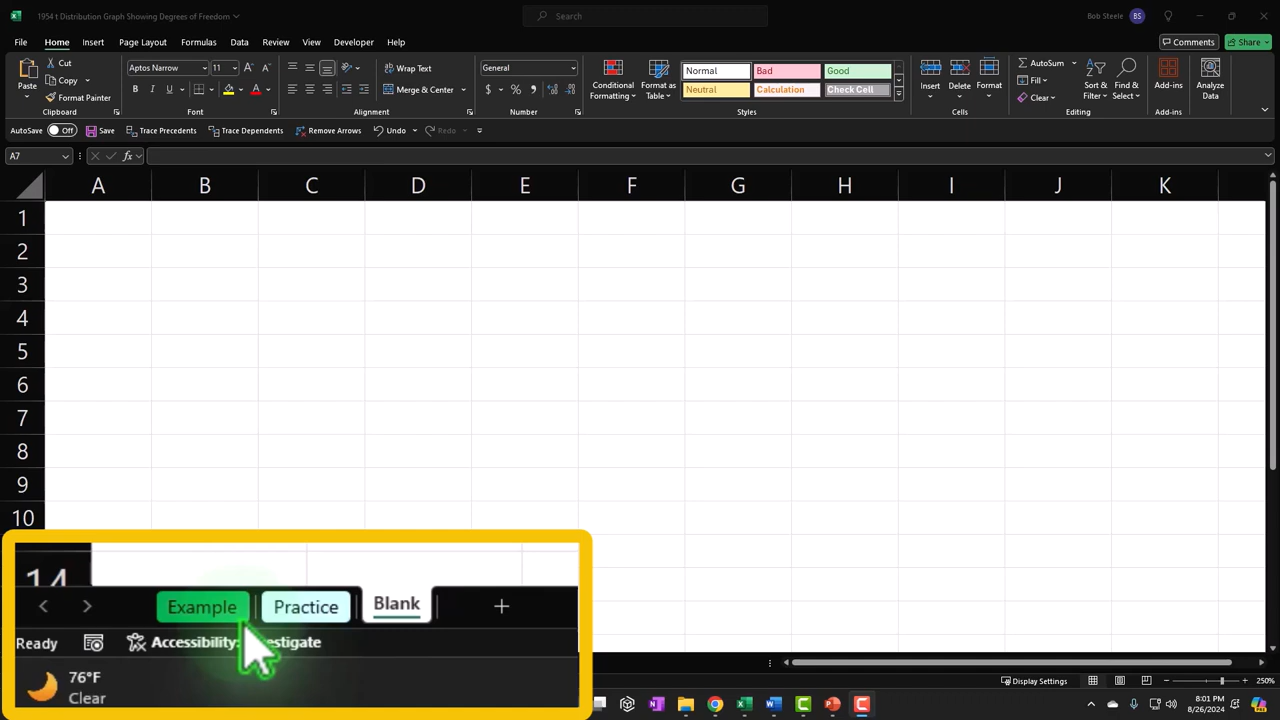 1954 t Distribution Graph Showing Degrees of Freedom
Search
Bob Steele
BS
File
Home
Insert
Page Layout
Formulas
Data
Review
View
Developer
Help
Comments
Share
Paste
Cut
Copy
Format Painter
Clipboard
Aptos Narrow
11
B
I
U
Font
Wrap Text
Merge & Center
Alignment
General
Number
Conditional
Formatting
Format as
Table
Normal
Bad
Good
Neutral
Calculation
Check Cell
Styles
Insert
Delete
Format
Cells
AutoSum
Fill
Clear
Sort &
Filter
Find &
Select
Editing
Add-ins
Add-ins
Analyze
Data
AutoSave
Off
Save
Trace Precedents
Trace Dependents
Remove Arrows
Undo
Redo
A7
fx
A B C D E F G H I J K
1
2
3
4
5
6
7
8
9
10
14
Example
Practice
Blank
Ready
Accessibility: estigate
76°F
Clear
Display Settings
250%
8:01 PM
8/26/2024